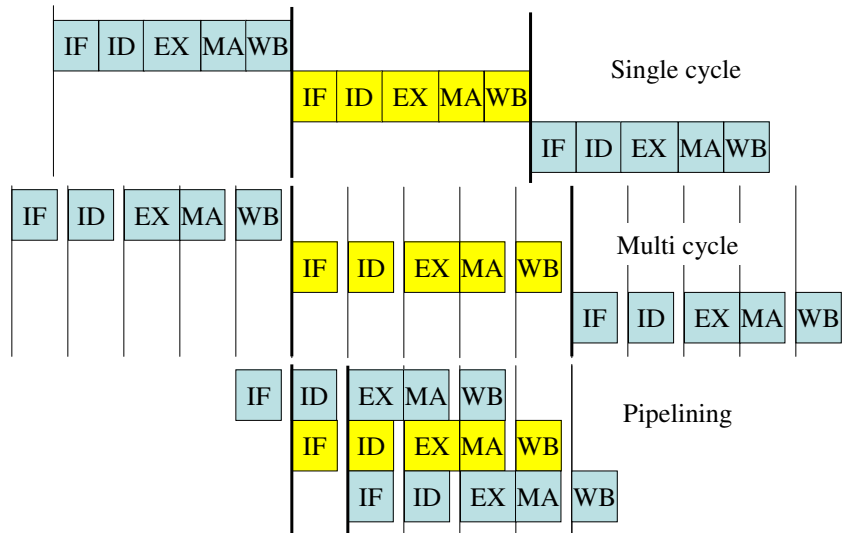 IF ID EX MA WB
Single cycle
IF ID EX MA WB
IF ID EX MA WB
IF ID EX MA WB
Multi cycle
IF ID EX MA WB
IF ID EX MA WB
IF ID EX MA WB
Pipelining
IF ID EX MA WB
IF ID EX MA WB